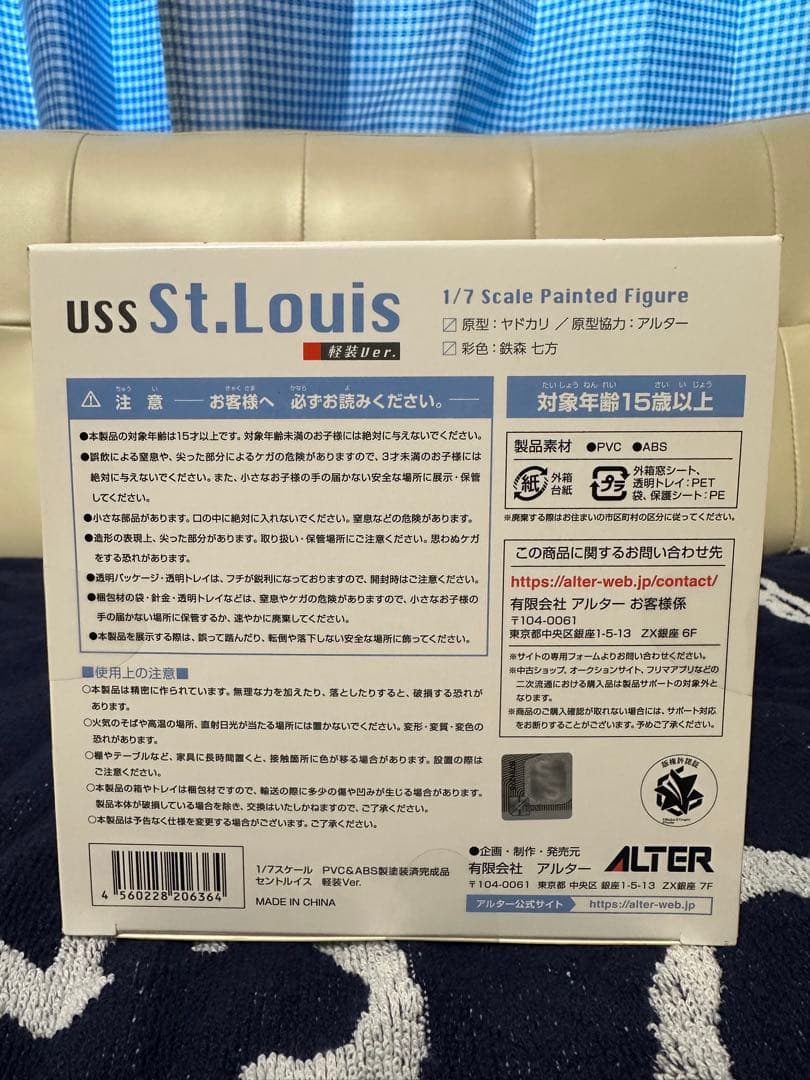 USS St.Louis
軽装Ver.
1/7 Scale Painted Figure
原型：ヤドカリ ／ 原型協力：アルター
彩色：鉄森 七方
ちゅう い きゃく さま かなら よ
注 意 ── お客様へ 必ずお読みください。──
●本製品の対象年齢は15才以上です。対象年齢未満のお子様には絶対に与えないでください。
●誤飲による窒息や、尖った部分によるケガの危険がありますので、3才未満のお子様には
絶対に与えないでください。また、小さなお子様の手の届かない安全な場所に展示・保管
してください。
●小さな部品があります。口の中に絶対に入れないでください。窒息などの危険があります。
●造形の表現上、尖った部分があります。取り扱い・保管場所にご注意ください。思わぬケガ
をする恐れがあります。
●透明パッケージ・透明トレイは、フチが鋭利になっておりますので、開封時はご注意ください。
●梱包材の袋・針金・透明トレイなどは、窒息やケガの危険がありますので、小さなお子様の
手の届かない場所に保管するか、速やかに廃棄してください。
●本製品を展示する際は、誤って踏んだり、転倒や落下しない安全な場所に飾ってください。
■使用上の注意■
○本製品は精密に作られています。無理な力を加えたり、落としたりすると、破損する恐れが
あります。
○火気のそばや高温の場所、直射日光が当たる場所には置かないでください。変形・変質・変色の
恐れがあります。
○棚やテーブルなど、家具に長時間置くと、接触箇所に色が移る場合があります。設置の際は
ご注意ください。
○本製品の箱やトレイは梱包材ですので、輸送の際に多少の傷や凹みが生じる場合があります。
製品本体が破損している場合を除き、交換はいたしかねますので、ご了承ください。
○本製品は予告なく仕様を変更する場合がございます。ご了承ください。
4 560228 206364
1/7スケール PVC&ABS製塗装済完成品
セントルイス 軽装Ver.
MADE IN CHINA
たい しょう ねん れい さい い じょう
対象年齢15歳以上
製品素材 ●PVC ●ABS
紙 外箱
台紙
プラ 外箱窓シート、
透明トレイ：PET
袋、保護シート：PE
※廃棄する際はお住まいの市区町村の区分に従ってください。
この商品に関するお問い合わせ先
https://alter-web.jp/contact/
有限会社 アルター お客様係
〒104-0061
東京都中央区銀座1-5-13 ZX銀座 6F
※サイトの専用フォームよりお問い合わせください。
※中古ショップ、オークションサイト、フリマアプリなどの
二次流通における購入品は製品サポートの対象外と
なります。
※商品のご購入確認が取れない場合には、サポート対応
をお断りすることがございます。予めご了承ください。
版権許諾証
●企画・制作・発売元
有限会社 アルター ALTER
〒104-0061 東京都 中央区 銀座1-5-13 ZX銀座 7F
アルター公式サイト https://alter-web.jp